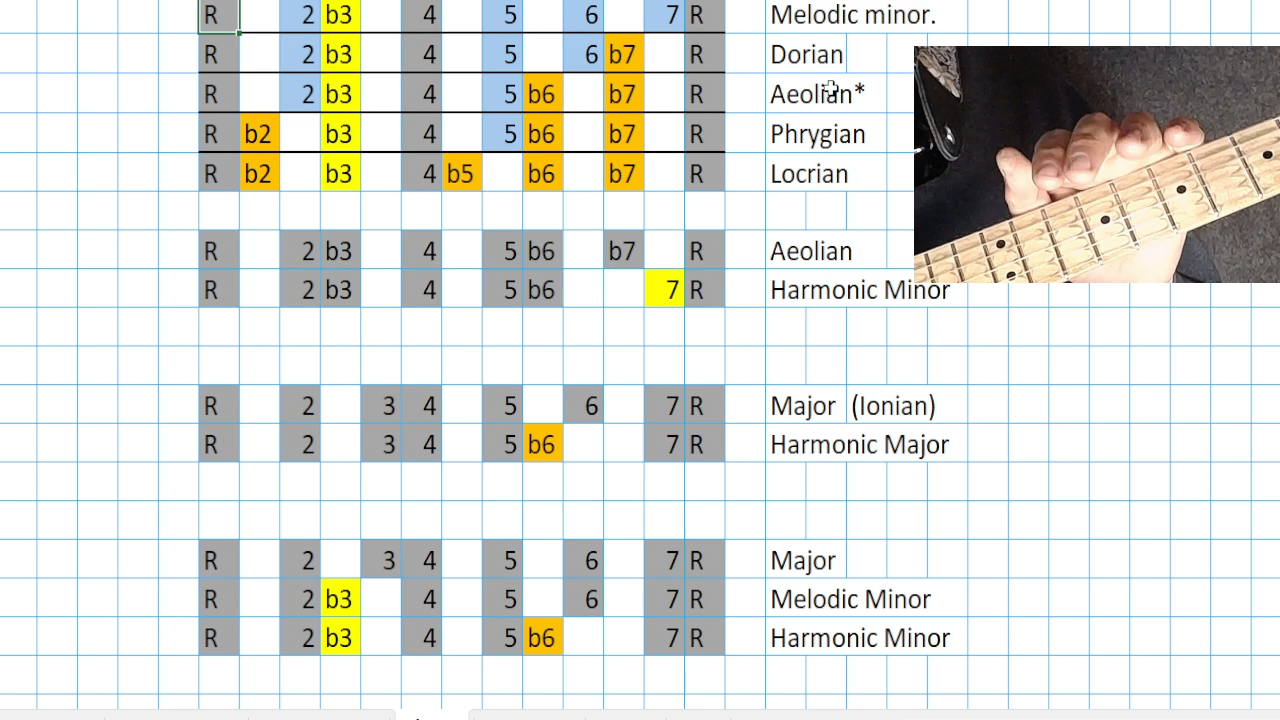 R 2 b3 4 5 6 7 R Melodic minor.
R 2 b3 4 5 6 b7 R Dorian
R 2 b3 4 5 b6 b7 R Aeolian*
R b2 b3 4 5 b6 b7 R Phrygian
R b2 b3 4 b5 b6 b7 R Locrian
R 2 b3 4 5 b6 b7 R Aeolian
R 2 b3 4 5 b6 7 R Harmonic Minor
R 2 3 4 5 6 7 R Major (Ionian)
R 2 3 4 5 b6 7 R Harmonic Major
R 2 3 4 5 6 7 R Major
R 2 b3 4 5 6 7 R Melodic Minor
R 2 b3 4 5 b6 7 R Harmonic Minor